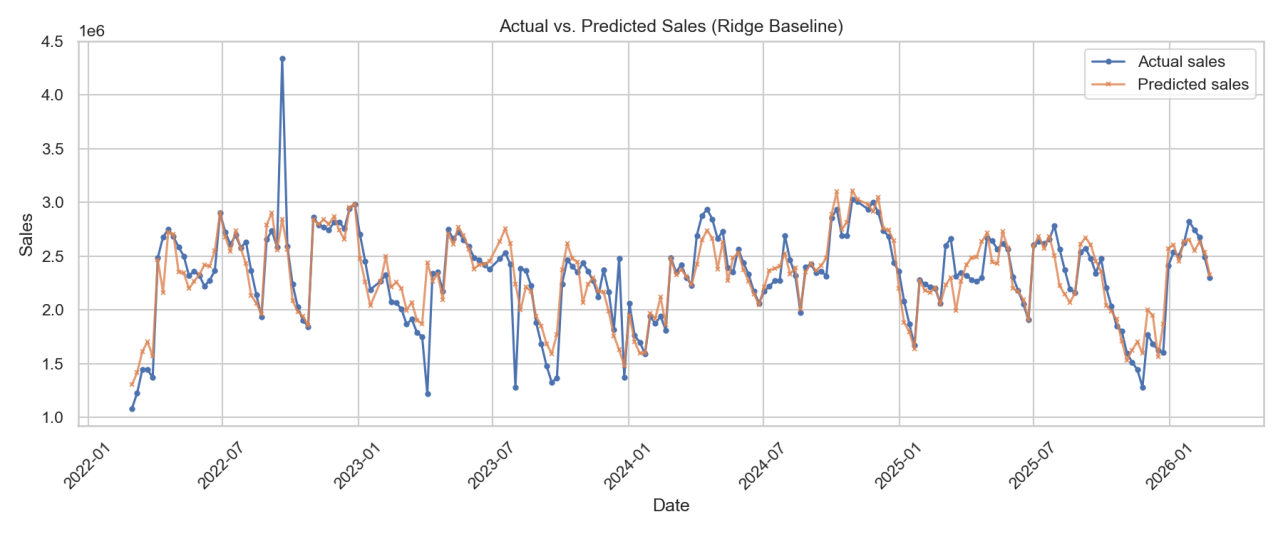 Actual vs. Predicted Sales (Ridge Baseline)
1e6
4.5
4.0
3.5
3.0
2.5
2.0
1.5
1.0
Sales
Actual sales
Predicted sales
2022-01
2022-07
2023-01
2023-07
2024-01
2024-07
2025-01
2025-07
2026-01
Date